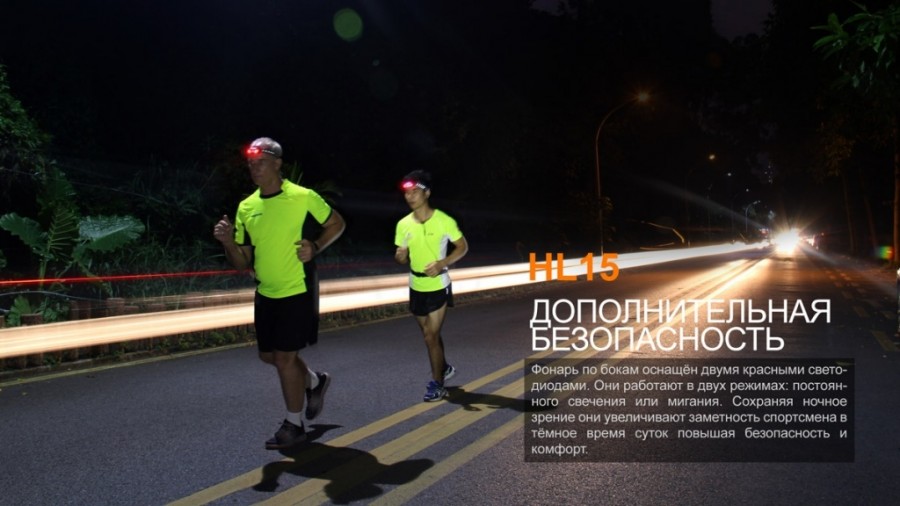 HL15
ДОПОЛНИТЕЛЬНАЯ
БЕЗОПАСНОСТЬ
Фонарь по бокам оснащён двумя красными свето-
диодами. Они работают в двух режимах: постоян-
ного свечения или мигания. Сохраняя ночное
зрение они увеличивают заметность спортсмена в
тёмное время суток повышая безопасность и
комфорт.